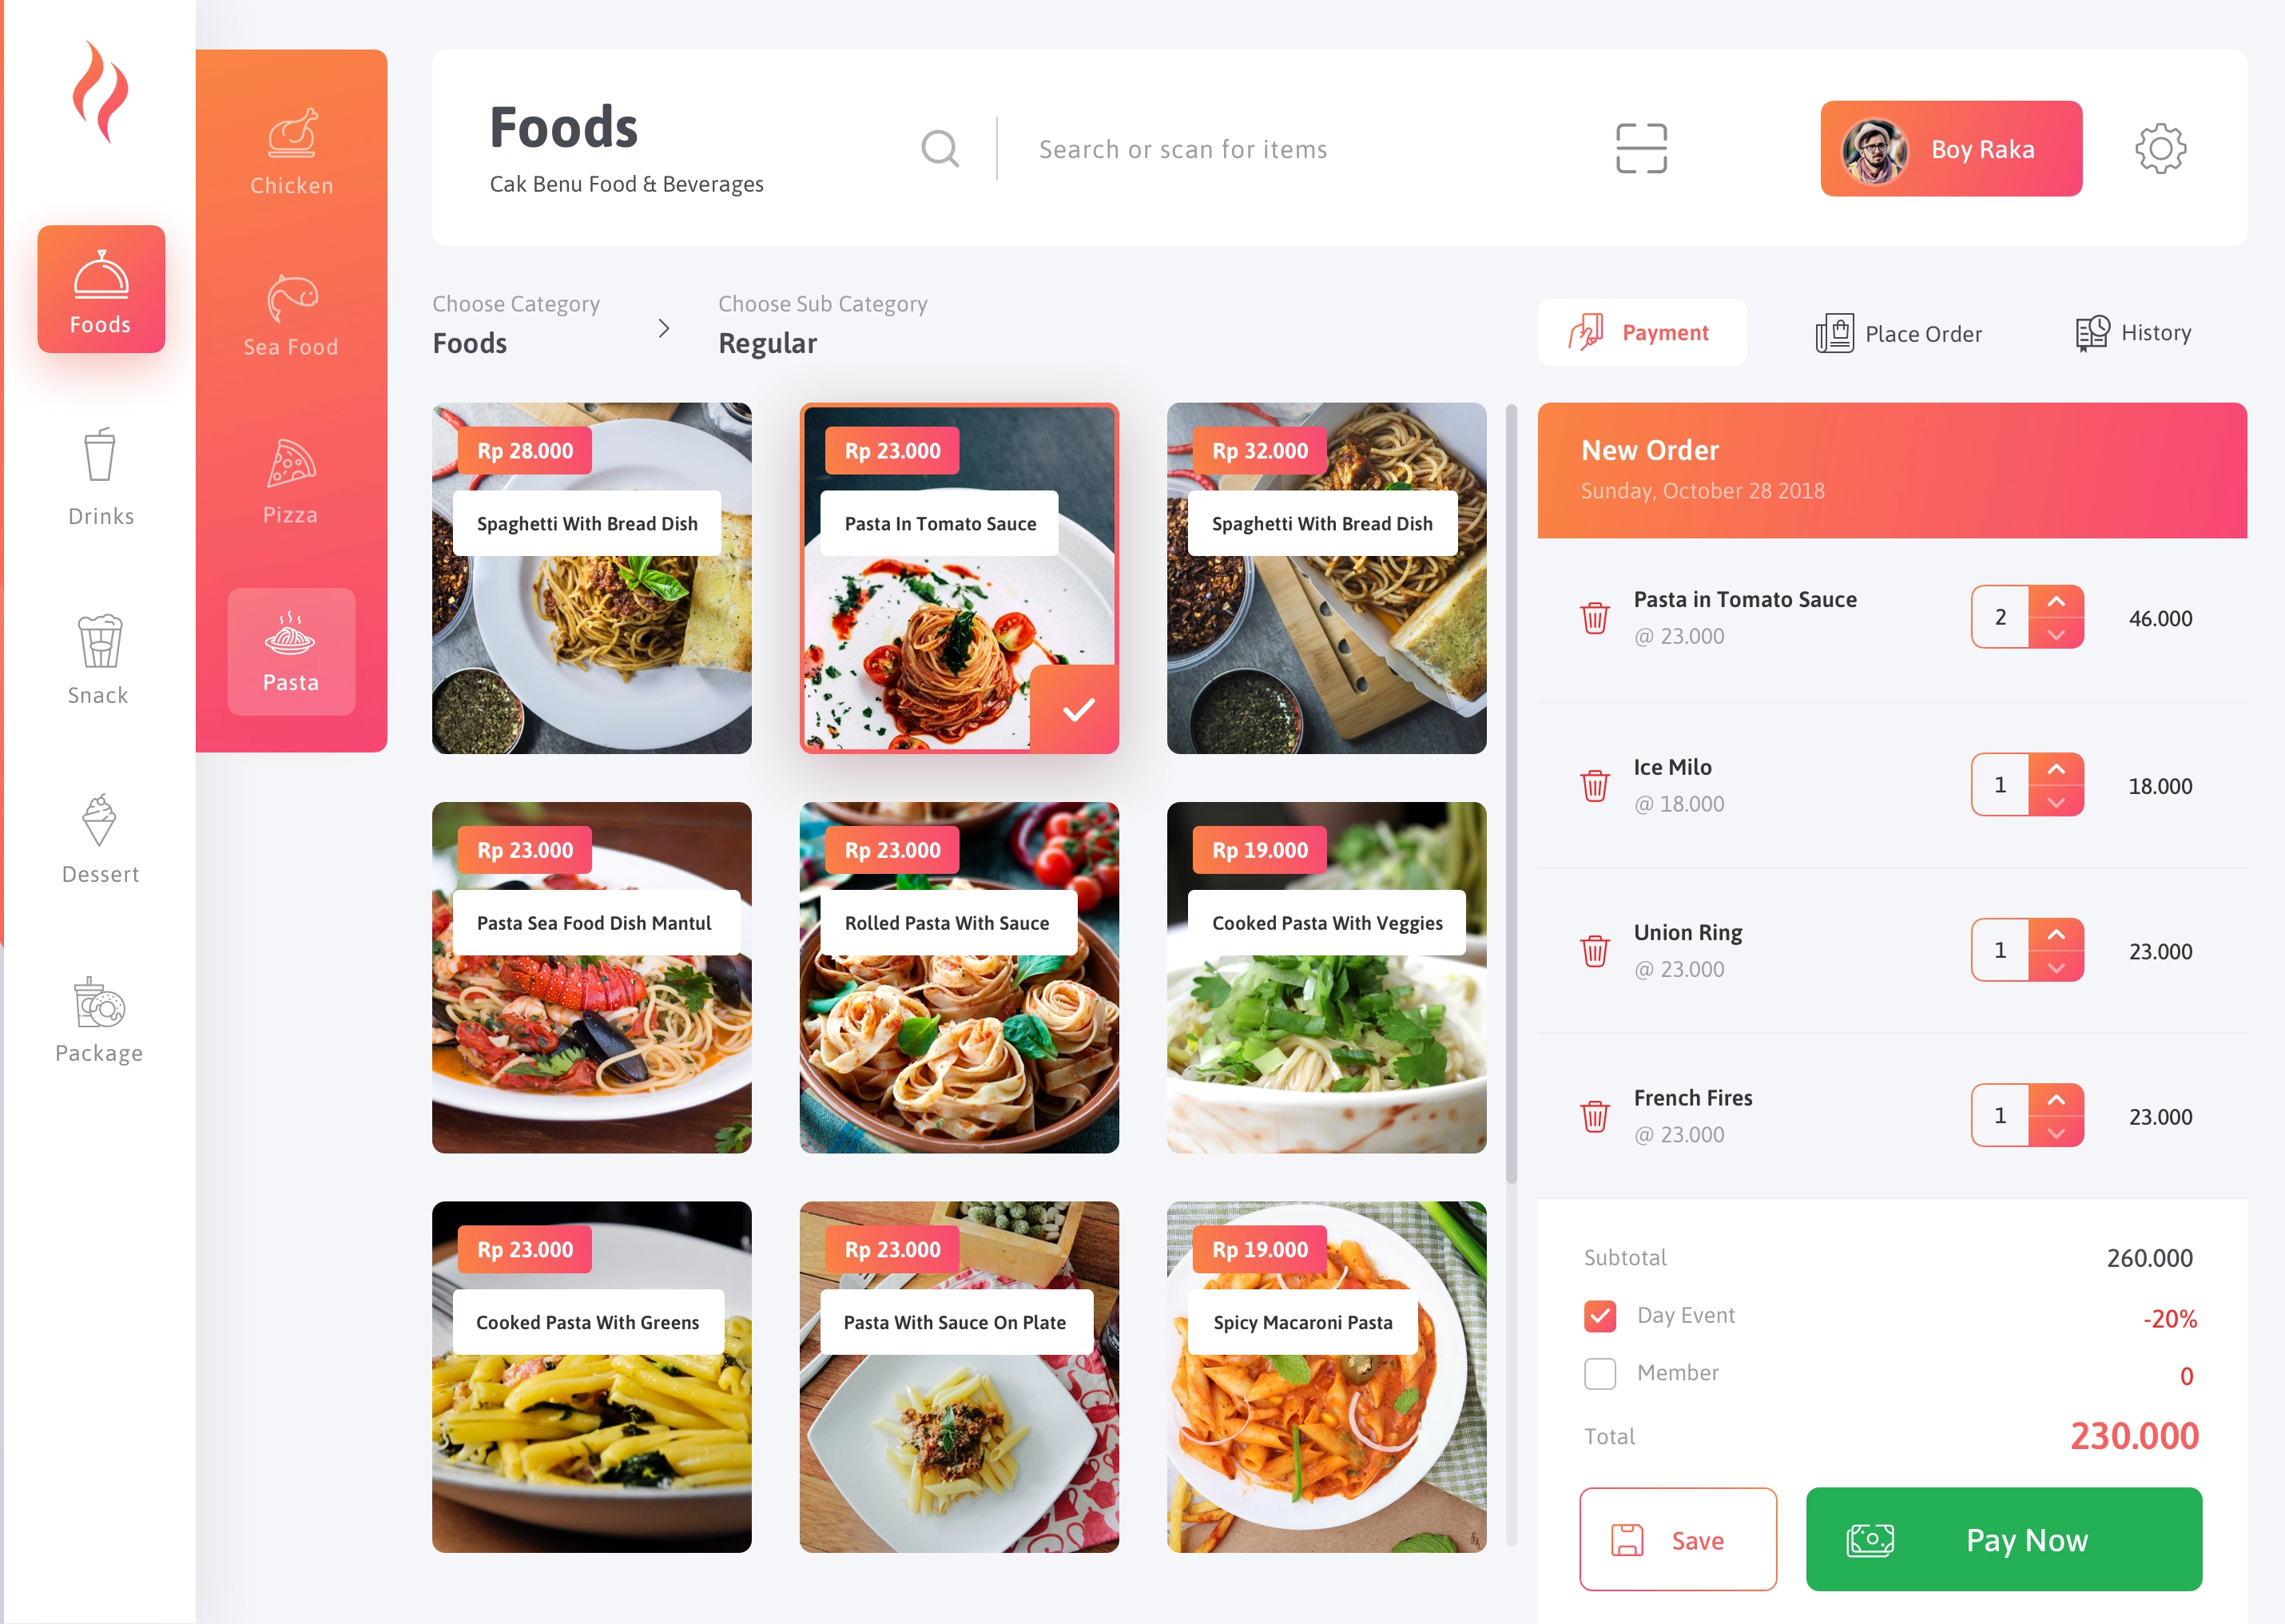 Foods
Drinks
Snack
Dessert
Package
Chicken
Sea Food
Pizza
Pasta
Foods
Cak Benu Food & Beverages
Search or scan for items
Boy Raka
Choose Category
Foods
Choose Sub Category
Regular
Rp 28.000
Spaghetti With Bread Dish
Rp 23.000
Pasta In Tomato Sauce
Rp 32.000
Spaghetti With Bread Dish
Rp 23.000
Pasta Sea Food Dish Mantul
Rp 23.000
Rolled Pasta With Sauce
Rp 19.000
Cooked Pasta With Veggies
Rp 23.000
Cooked Pasta With Greens
Rp 23.000
Pasta With Sauce On Plate
Rp 19.000
Spicy Macaroni Pasta
Payment
Place Order
History
New Order
Sunday, October 28 2018
Pasta in Tomato Sauce
@ 23.000
2
46.000
Ice Milo
@ 18.000
1
18.000
Union Ring
@ 23.000
1
23.000
French Fires
@ 23.000
1
23.000
Subtotal 260.000
Day Event -20%
Member 0
Total 230.000
Save
Pay Now